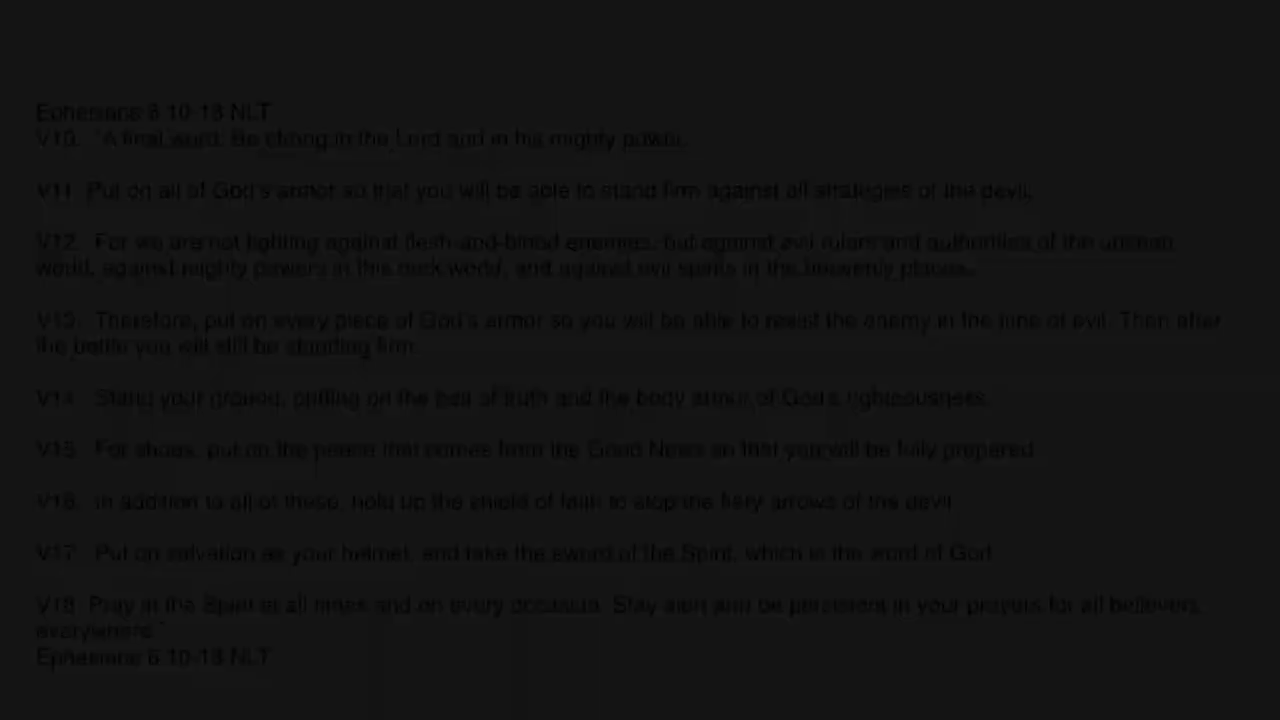 Ephesians 6:10-18 NLT
V10. "A final word: Be strong in the Lord and in his mighty power.
V11. Put on all of God's armor so that you will be able to stand firm against all strategies of the devil.
V12. For we are not fighting against flesh-and-blood enemies, but against evil rulers and authorities of the unseen
world, against mighty powers in this dark world, and against evil spirits in the heavenly places.
V13. Therefore, put on every piece of God's armor so you will be able to resist the enemy in the time of evil. Then after
the battle you will still be standing firm.
V14. Stand your ground, putting on the belt of truth and the body armor of God's righteousness.
V15. For shoes, put on the peace that comes from the Good News so that you will be fully prepared.
V16. In addition to all of these, hold up the shield of faith to stop the fiery arrows of the devil.
V17. Put on salvation as your helmet, and take the sword of the Spirit, which is the word of God.
V18. Pray in the Spirit at all times and on every occasion. Stay alert and be persistent in your prayers for all believers
everywhere."
Ephesians 6:10-18 NLT